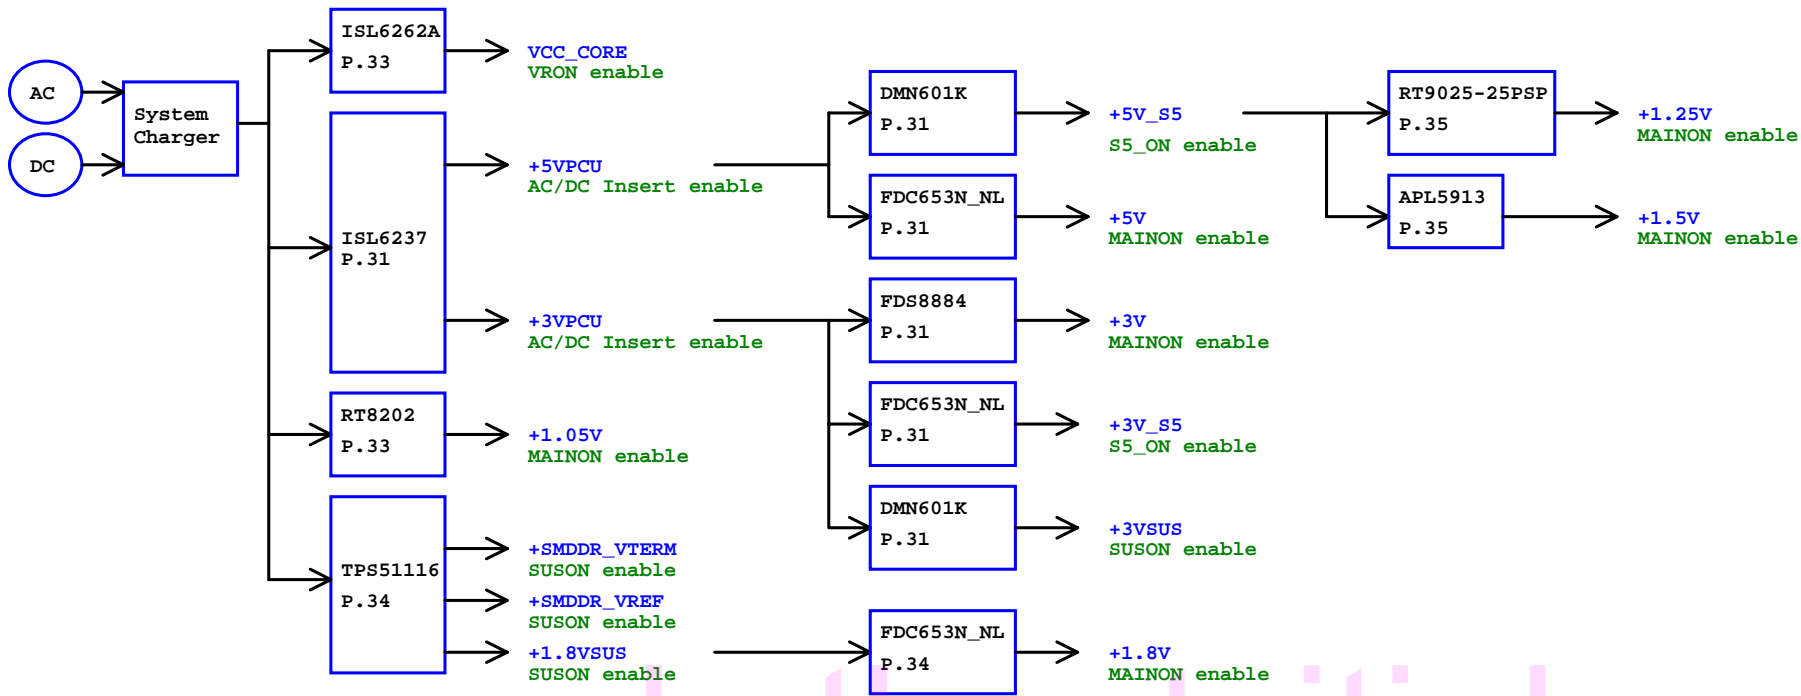 AC
DC
System
Charger
ISL6262A
P.33
VCC_CORE
VRON enable
ISL6237
P.31
+5VPCU
AC/DC Insert enable
+3VPCU
AC/DC Insert enable
RT8202
P.33
+1.05V
MAINON enable
TPS51116
P.34
+SMDDR_VTERM
SUSON enable
+SMDDR_VREF
SUSON enable
+1.8VSUS
SUSON enable
DMN601K
P.31
+5V_S5
S5_ON enable
FDC653N_NL
P.31
+5V
MAINON enable
FDS8884
P.31
+3V
MAINON enable
FDC653N_NL
P.31
+3V_S5
S5_ON enable
DMN601K
P.31
+3VSUS
SUSON enable
FDC653N_NL
P.34
+1.8V
MAINON enable
RT9025-25PSP
P.35
+1.25V
MAINON enable
APL5913
P.35
+1.5V
MAINON enable